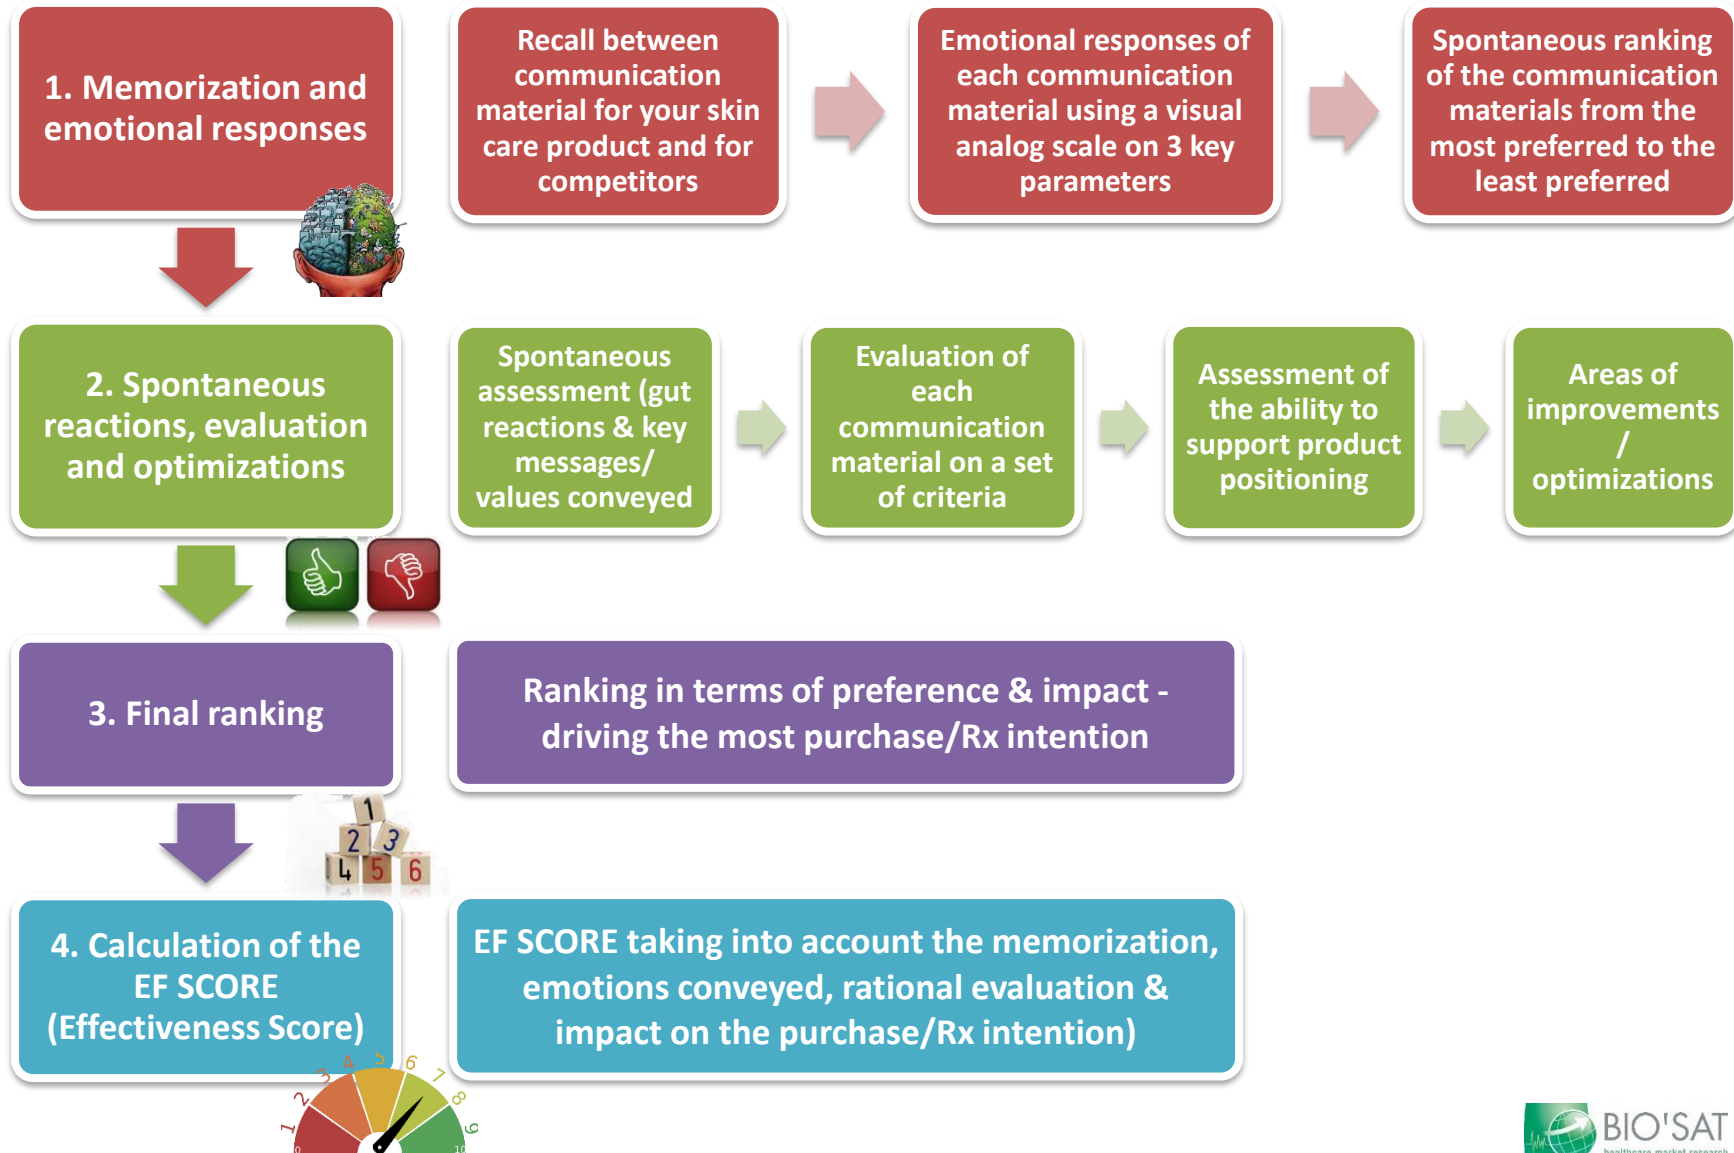 1. Memorization and
emotional responses
Recall between
communication
material for your skin
care product and for
competitors
Emotional responses of
each communication
material using a visual
analog scale on 3 key
parameters
Spontaneous ranking
of the communication
materials from the
most preferred to the
least preferred
2. Spontaneous
reactions, evaluation
and optimizations
Spontaneous
assessment (gut
reactions & key
messages/
values conveyed
Evaluation of
each
communication
material on a set
of criteria
Assessment of
the ability to
support product
positioning
Areas of
improvements
/
optimizations
3. Final ranking
Ranking in terms of preference & impact -
driving the most purchase/Rx intention
1
2 3
4 5 6
4. Calculation of the
EF SCORE
(Effectiveness Score)
EF SCORE taking into account the memorization,
emotions conveyed, rational evaluation &
impact on the purchase/Rx intention)
0 1 2 3 4 5 6 7 8 9 10
BIO'SAT
healthcare market research